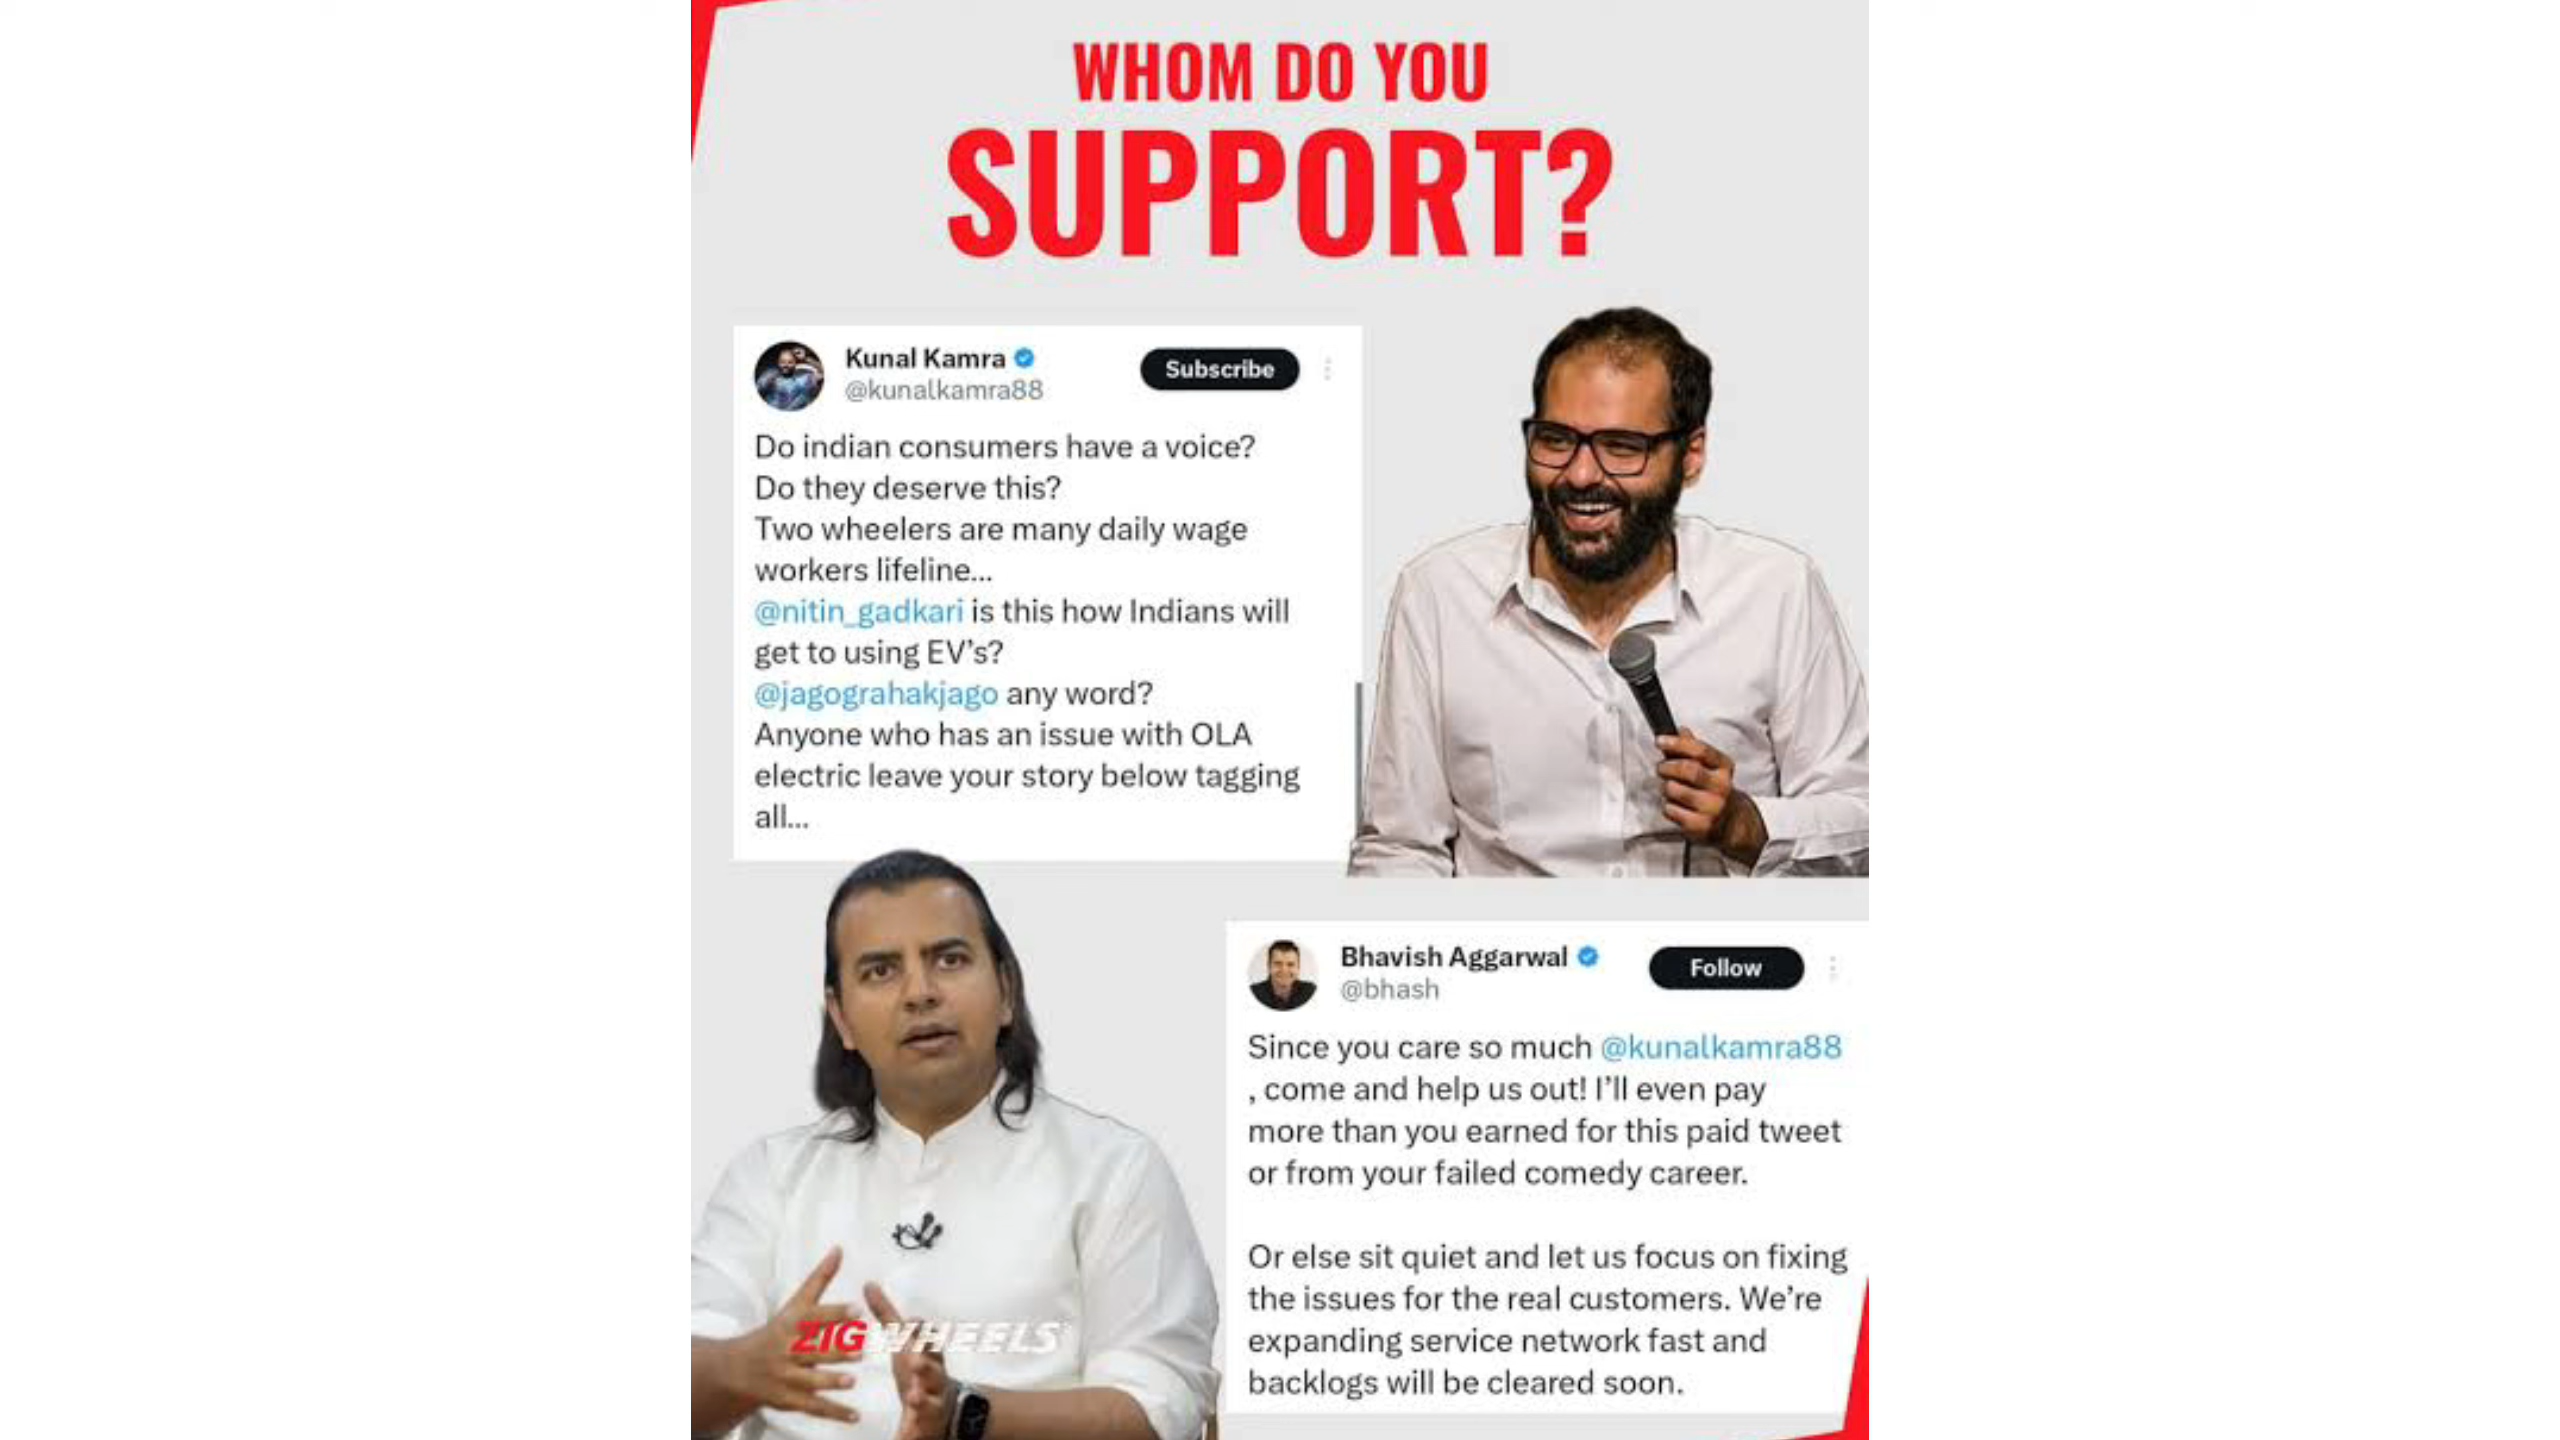 WHOM DO YOU
SUPPORT?
Kunal Kamra
@kunalkamra88
Subscribe
Do indian consumers have a voice?
Do they deserve this?
Two wheelers are many daily wage
workers lifeline...
@nitin_gadkari is this how Indians will
get to using EV's?
@jagograhakjago any word?
Anyone who has an issue with OLA
electric leave your story below tagging
all...
Bhavish Aggarwal
@bhash
Follow
Since you care so much @kunalkamra88
, come and help us out! I'll even pay
more than you earned for this paid tweet
or from your failed comedy career.
Or else sit quiet and let us focus on fixing
the issues for the real customers. We're
expanding service network fast and
backlogs will be cleared soon.
ZIGWHEELS